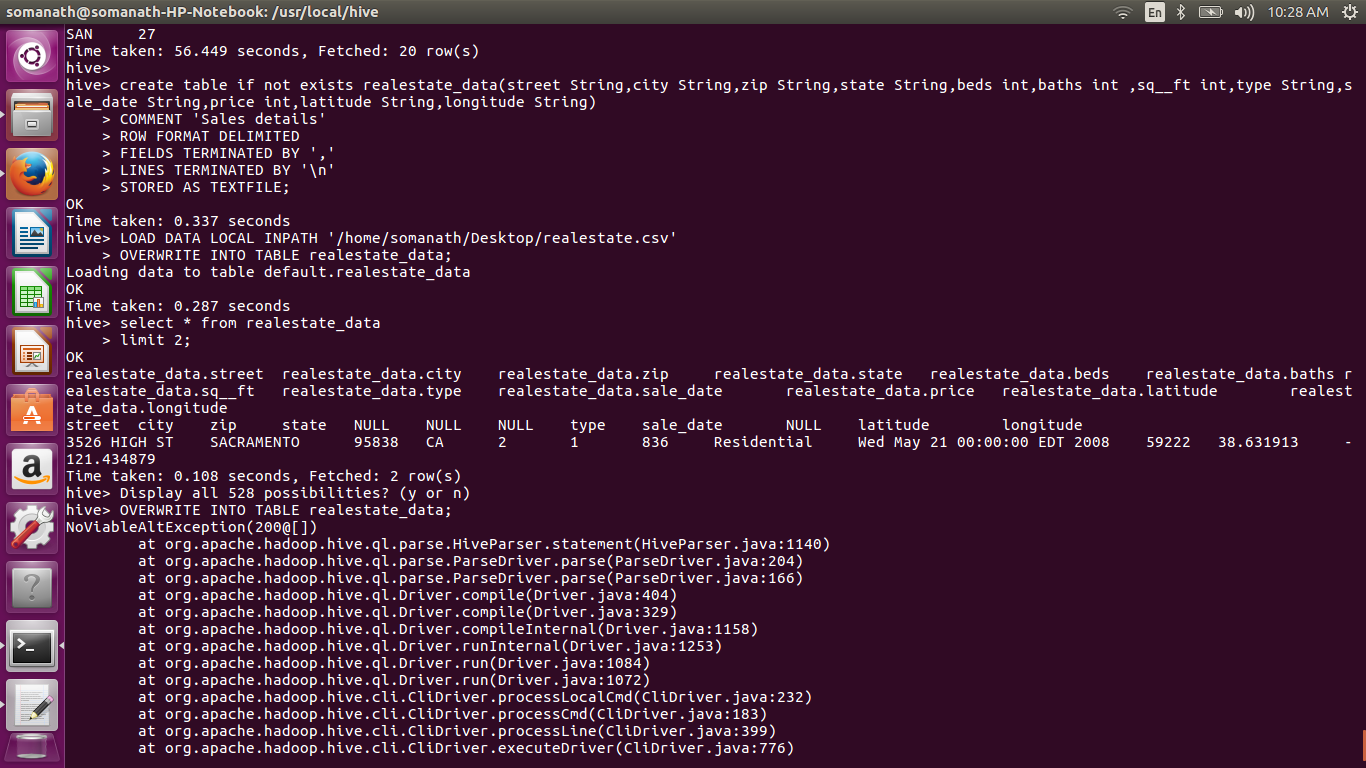 somanath@somanath-HP-Notebook: /usr/local/hive
En
10:28 AM
SAN     27
Time taken: 56.449 seconds, Fetched: 20 row(s)
hive>
hive> create table if not exists realestate_data(street String,city String,zip String,state String,beds int,baths int ,sq__ft int,type String,s
ale_date String,price int,latitude String,longitude String)
    > COMMENT 'Sales details'
    > ROW FORMAT DELIMITED
    > FIELDS TERMINATED BY ','
    > LINES TERMINATED BY '\n'
    > STORED AS TEXTFILE;
OK
Time taken: 0.337 seconds
hive> LOAD DATA LOCAL INPATH '/home/somanath/Desktop/realestate.csv'
    > OVERWRITE INTO TABLE realestate_data;
Loading data to table default.realestate_data
OK
Time taken: 0.287 seconds
hive> select * from realestate_data
    > limit 2;
OK
realestate_data.street  realestate_data.city    realestate_data.zip     realestate_data.state   realestate_data.beds    realestate_data.baths r
ealestate_data.sq__ft   realestate_data.type    realestate_data.sale_date       realestate_data.price   realestate_data.latitude        realest
ate_data.longitude
street  city    zip     state   NULL    NULL    NULL    type    sale_date       NULL    latitude        longitude
3526 HIGH ST    SACRAMENTO      95838   CA      2       1       836     Residential     Wed May 21 00:00:00 EDT 2008    59222   38.631913     -
121.434879
Time taken: 0.108 seconds, Fetched: 2 row(s)
hive> Display all 528 possibilities? (y or n)
hive> OVERWRITE INTO TABLE realestate_data;
NoViableAltException(200@[])
        at org.apache.hadoop.hive.ql.parse.HiveParser.statement(HiveParser.java:1140)
        at org.apache.hadoop.hive.ql.parse.ParseDriver.parse(ParseDriver.java:204)
        at org.apache.hadoop.hive.ql.parse.ParseDriver.parse(ParseDriver.java:166)
        at org.apache.hadoop.hive.ql.Driver.compile(Driver.java:404)
        at org.apache.hadoop.hive.ql.Driver.compile(Driver.java:329)
        at org.apache.hadoop.hive.ql.Driver.compileInternal(Driver.java:1158)
        at org.apache.hadoop.hive.ql.Driver.runInternal(Driver.java:1253)
        at org.apache.hadoop.hive.ql.Driver.run(Driver.java:1084)
        at org.apache.hadoop.hive.ql.Driver.run(Driver.java:1072)
        at org.apache.hadoop.hive.cli.CliDriver.processLocalCmd(CliDriver.java:232)
        at org.apache.hadoop.hive.cli.CliDriver.processCmd(CliDriver.java:183)
        at org.apache.hadoop.hive.cli.CliDriver.processLine(CliDriver.java:399)
        at org.apache.hadoop.hive.cli.CliDriver.executeDriver(CliDriver.java:776)